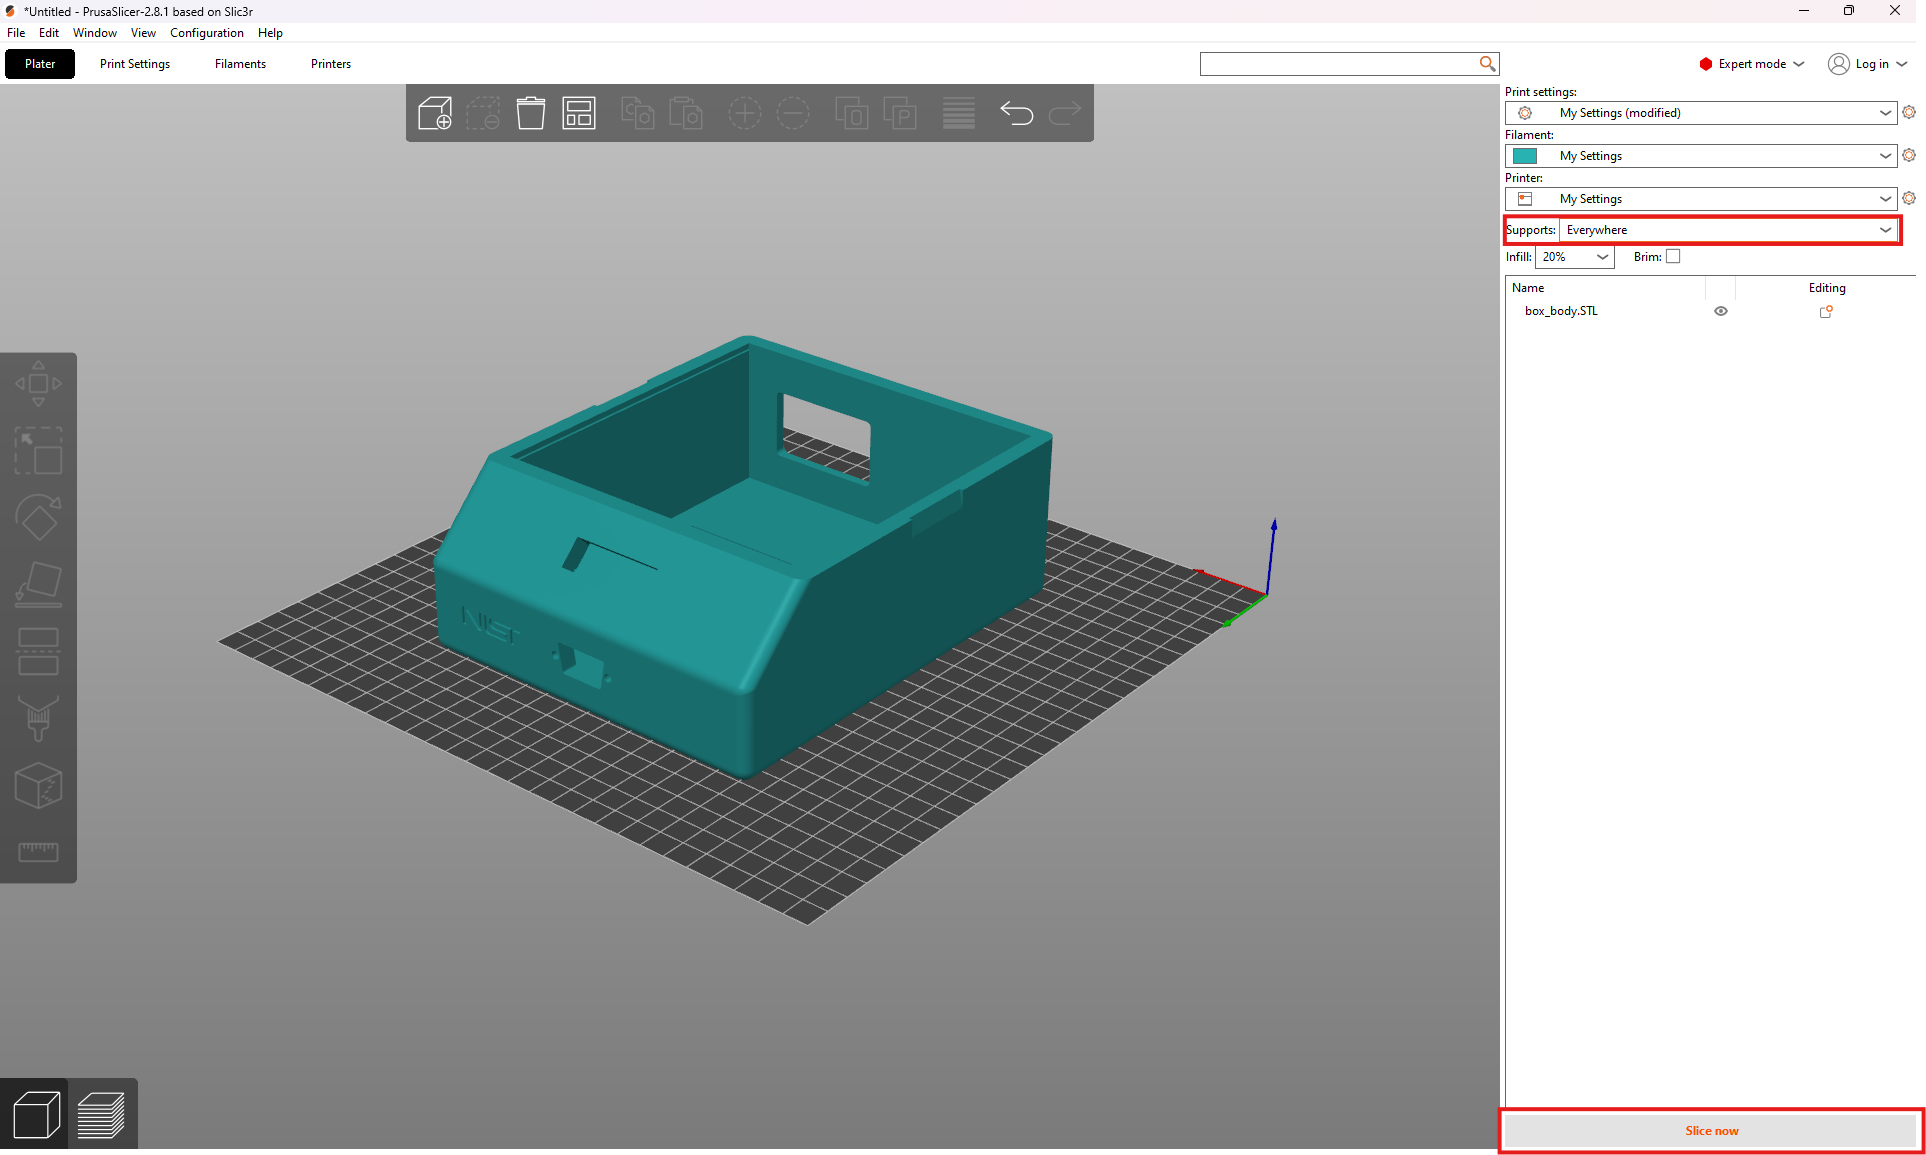 *Untitled - PrusaSlicer-2.8.1 based on Slic3r
File Edit Window View Configuration Help
Plater Print Settings Filaments Printers
Expert mode Log in
Print settings:
My Settings (modified)
Filament:
My Settings
Printer:
My Settings
Supports: Everywhere
Infill: 20% Brim:
Name Editing
box_body.STL
NIST
Slice now